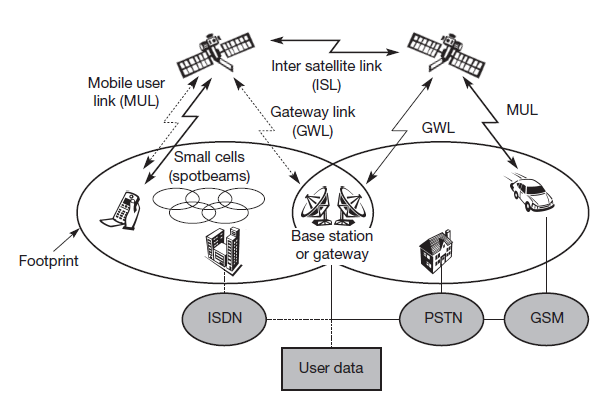 Inter satellite link
(ISL)
Mobile user
link (MUL)
Gateway link
(GWL)
GWL
MUL
Small cells
(spotbeams)
Base station
or gateway
Footprint
ISDN
PSTN
GSM
User data